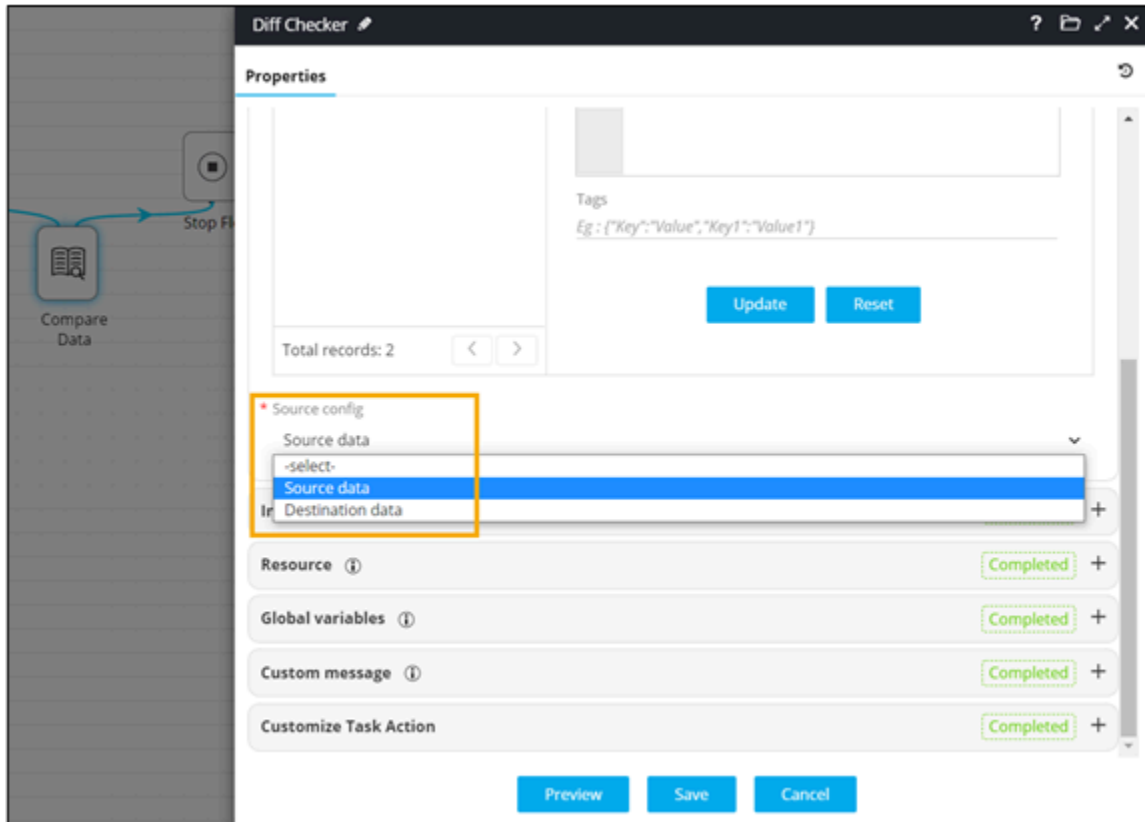 Diff Checker
?
Properties
Stop Fl
Compare
Data
Tags
Eg : {"Key":"Value","Key1":"Value1"}
Update Reset
Total records: 2 < >
* Source config
Source data
-select-
Source data
Destination data
In +
Resource Completed +
Global variables Completed +
Custom message Completed +
Customize Task Action Completed +
Preview Save Cancel